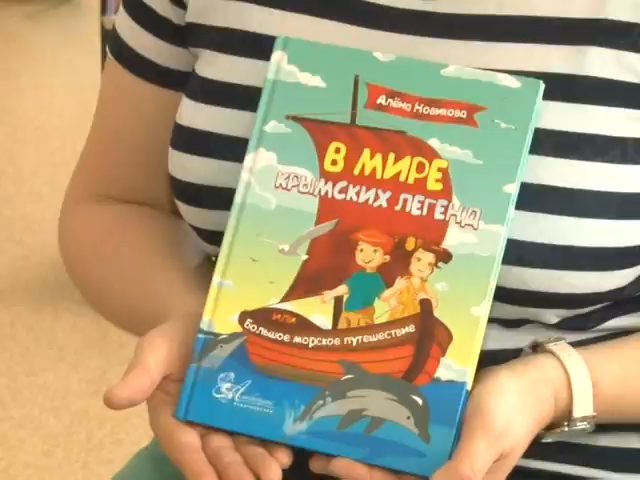 Алёна Новикова
В МИРЕ
КРЫМСКИХ ЛЕГЕНД
ИЛИ
Большое морское путешествие